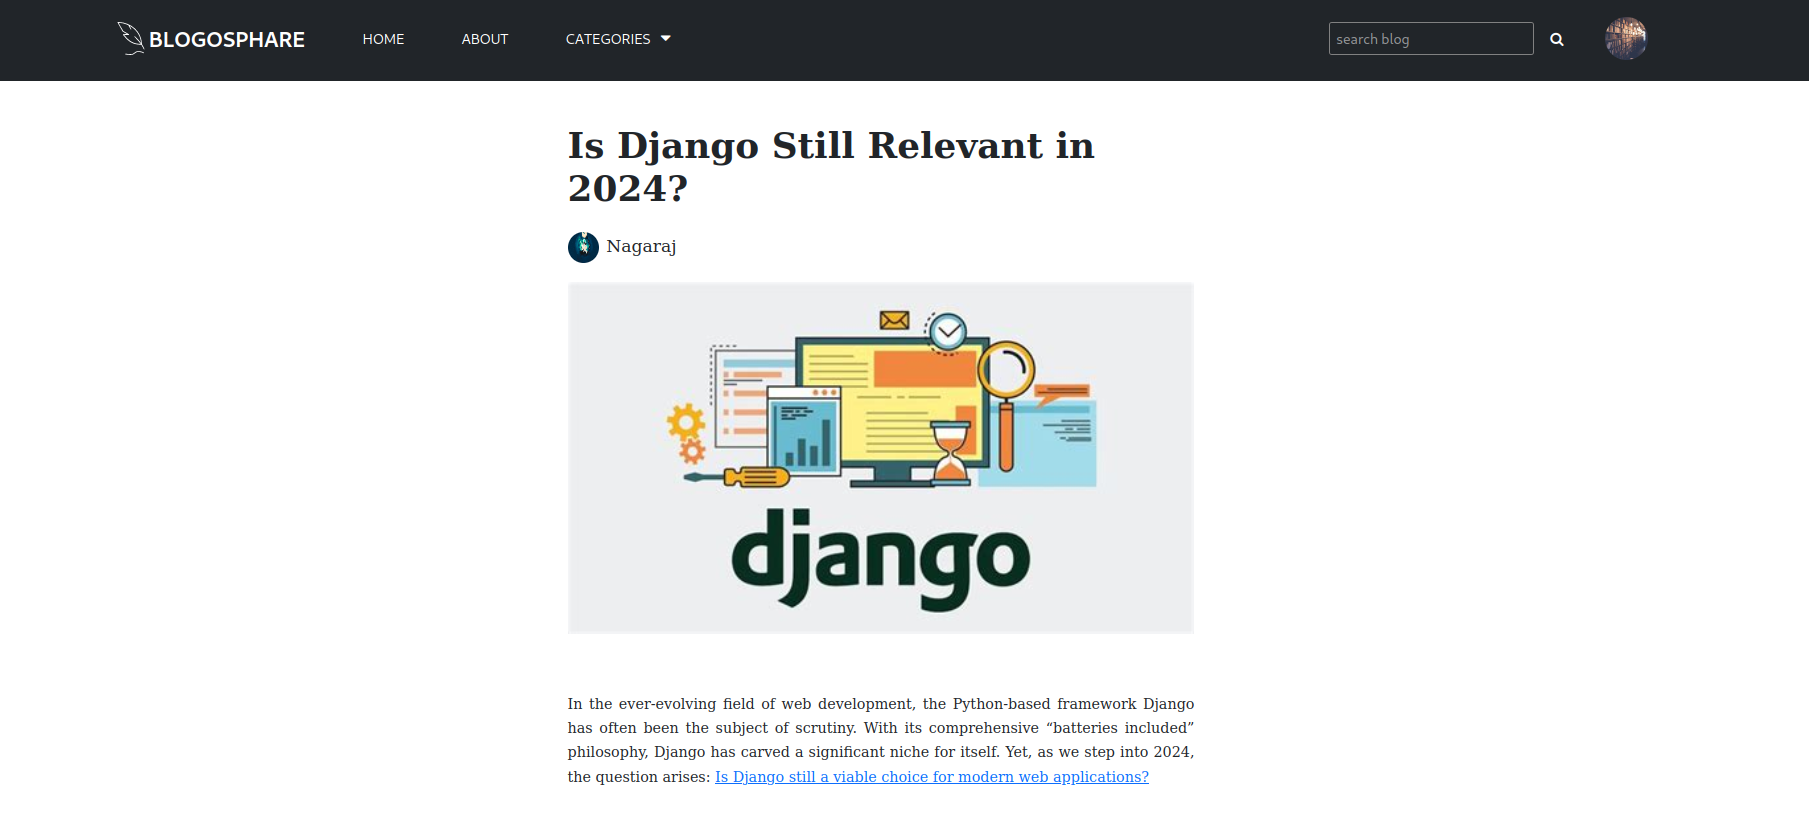 BLOGOSPHARE
HOME
ABOUT
CATEGORIES
search blog
Is Django Still Relevant in
2024?
Nagaraj
django
In the ever-evolving field of web development, the Python-based framework Django
has often been the subject of scrutiny. With its comprehensive “batteries included”
philosophy, Django has carved a significant niche for itself. Yet, as we step into 2024,
the question arises: Is Django still a viable choice for modern web applications?